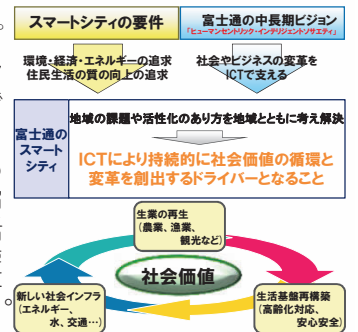 スマートシティの要件
富士通の中長期ビジョン
「ヒューマンセントリック・インテリジェントソサエティ」
環境・経済・エネルギーの追求
住民生活の質の向上の追求
社会やビジネスの変革を
ICTで支える
富士通の
スマート
シティ
地域の課題や活性化のあり方を地域とともに考え解決
ICTにより持続的に社会価値の循環と
変革を創出するドライバーとなること
生業の再生
(農業、漁業、
観光など)
社会価値
新しい社会インフラ
(エネルギー、
水、交通…)
生活基盤再構築
(高齢化対応、
安心安全)